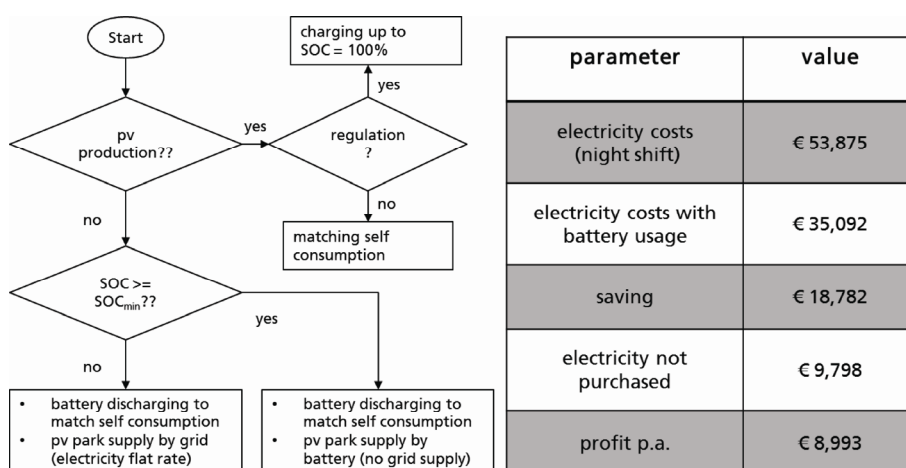 Start
charging up to
SOC = 100%
yes
pv
production??
yes
regulation
?
no
no
matching self
consumption
SOC >=
SOCmin??
yes
no
• battery discharging to
match self consumption
• pv park supply by grid
(electricity flat rate)
• battery discharging to
match self consumption
• pv park supply by
battery (no grid supply)
parameter value
electricity costs
(night shift) € 53,875
electricity costs with
battery usage € 35,092
saving € 18,782
electricity not
purchased € 9,798
profit p.a. € 8,993